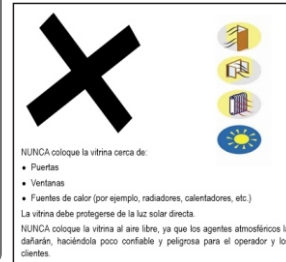 NUNCA coloque la vitrina cerca de:
• Puertas
• Ventanas
• Fuentes de calor (por ejemplo, radiadores, calentadores, etc.)
La vitrina debe protegerse de la luz solar directa.
NUNCA coloque la vitrina al aire libre, ya que los agentes atmosféricos la
dañarán, haciéndola poco confiable y peligrosa para el operador y los
clientes.